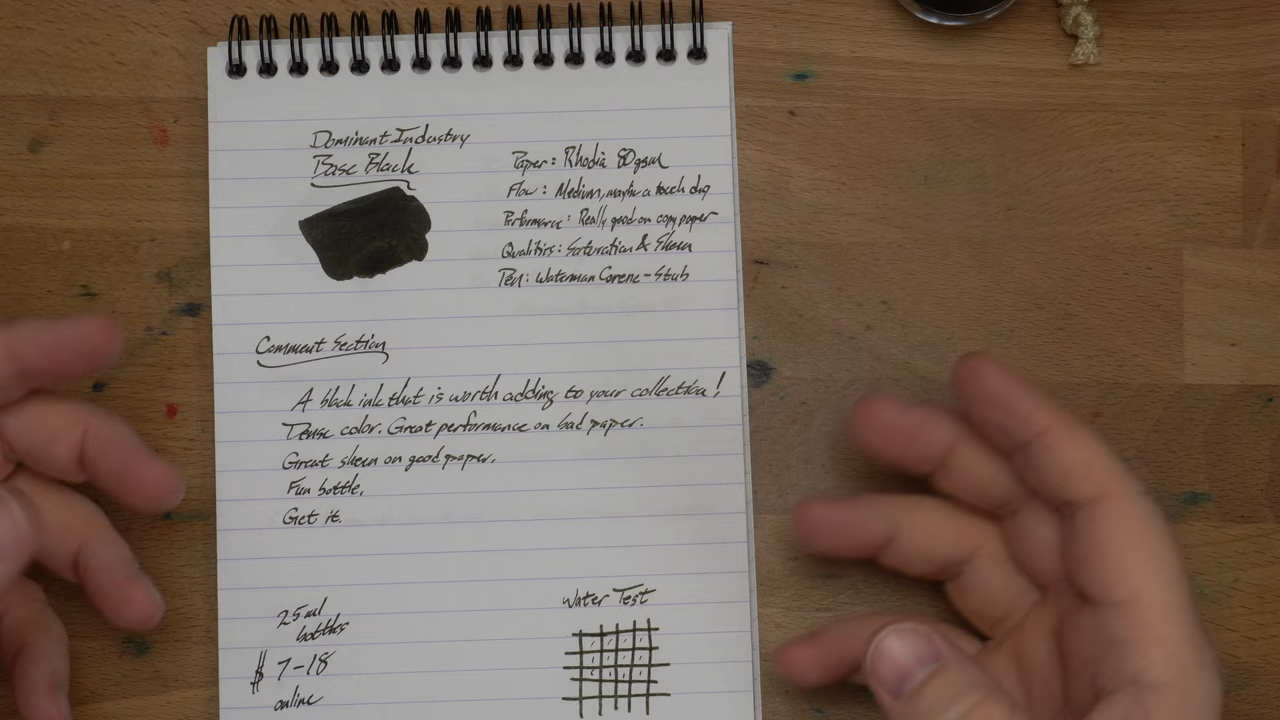 Dominant Industry
Base Black
Paper: Rhodia 80gsm
Flow: Medium, maybe a touch dry
Performance: Really good on copy paper
Qualities: Saturation & Sheen
Pen: Waterman Carene - Stub
Comment Section
A black ink that is worth adding to your collection!
Dense color. Great performance on bad paper.
Great sheen on good paper.
Fun bottle.
Get it.
25ml
bottles
$ 7-18
online
Water Test